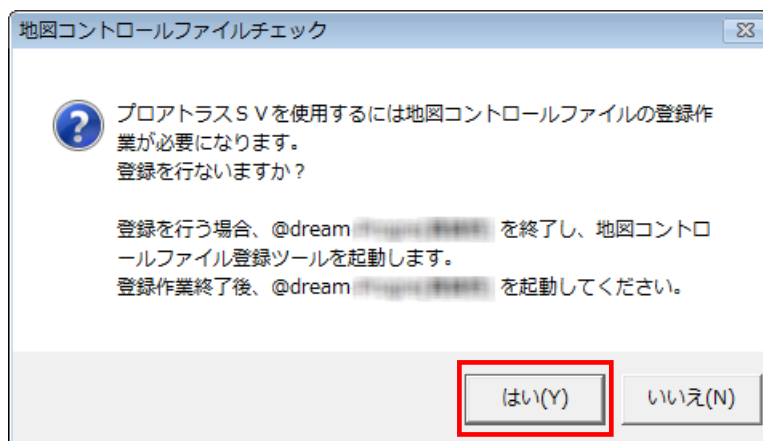 地図コントロールファイルチェック
プロアトラスＳＶを使用するには地図コントロールファイルの登録作
業が必要になります。
登録を行ないますか？
登録を行う場合、@dream を終了し、地図コントロ
ールファイル登録ツールを起動します。
登録作業終了後、@dream を起動してください。
はい(Y)
いいえ(N)